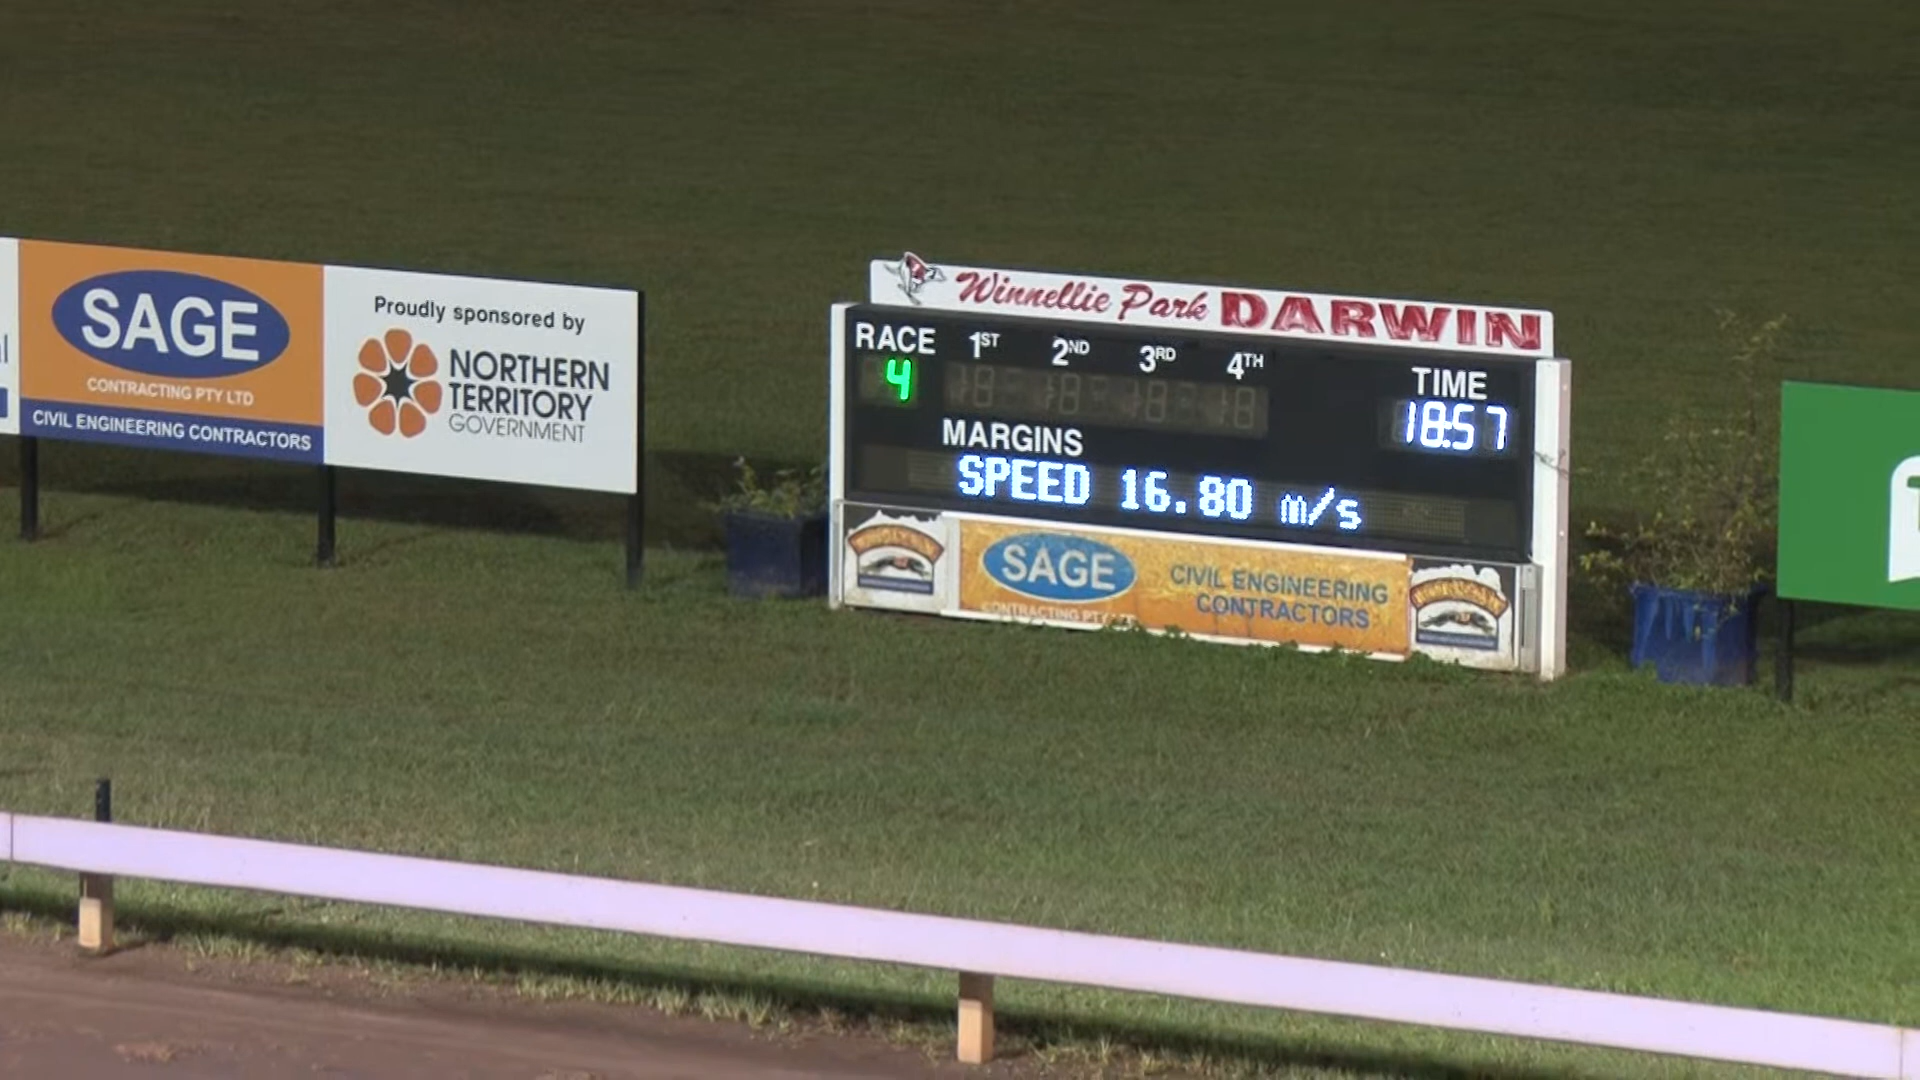 SAGE
CONTRACTING PTY LTD
CIVIL ENGINEERING CONTRACTORS
Proudly sponsored by
NORTHERN
TERRITORY
GOVERNMENT
Winnellie Park DARWIN
RACE 1ST 2ND 3RD 4TH TIME
4 18:57
MARGINS
SPEED 16.80 m/s
SAGE
CONTRACTING
CIVIL ENGINEERING
CONTRACTORS